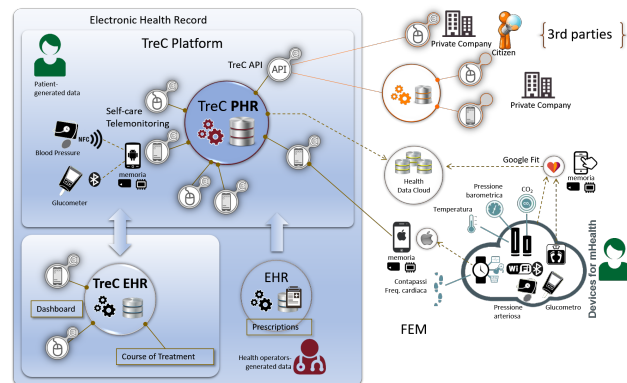 Electronic Health Record
TreC Platform
Patient-
generated data
TreC API
API
Self-care
Telemonitoring
TreC PHR
NFC
Blood Pressure
memoria
Glucometer
Private Company
Citizen
3rd parties
Private Company
Health
Data Cloud
Google Fit
memoria
Pressione
barometrica
CO₂
Temperatura
memoria
Contapassi
Freq. cardiaca
WiFi
Pressione
arteriosa
Glucometro
Devices for mHealth
FEM
TreC EHR
Dashboard
Course of Treatment
EHR
Prescriptions
Health operators-
generated data